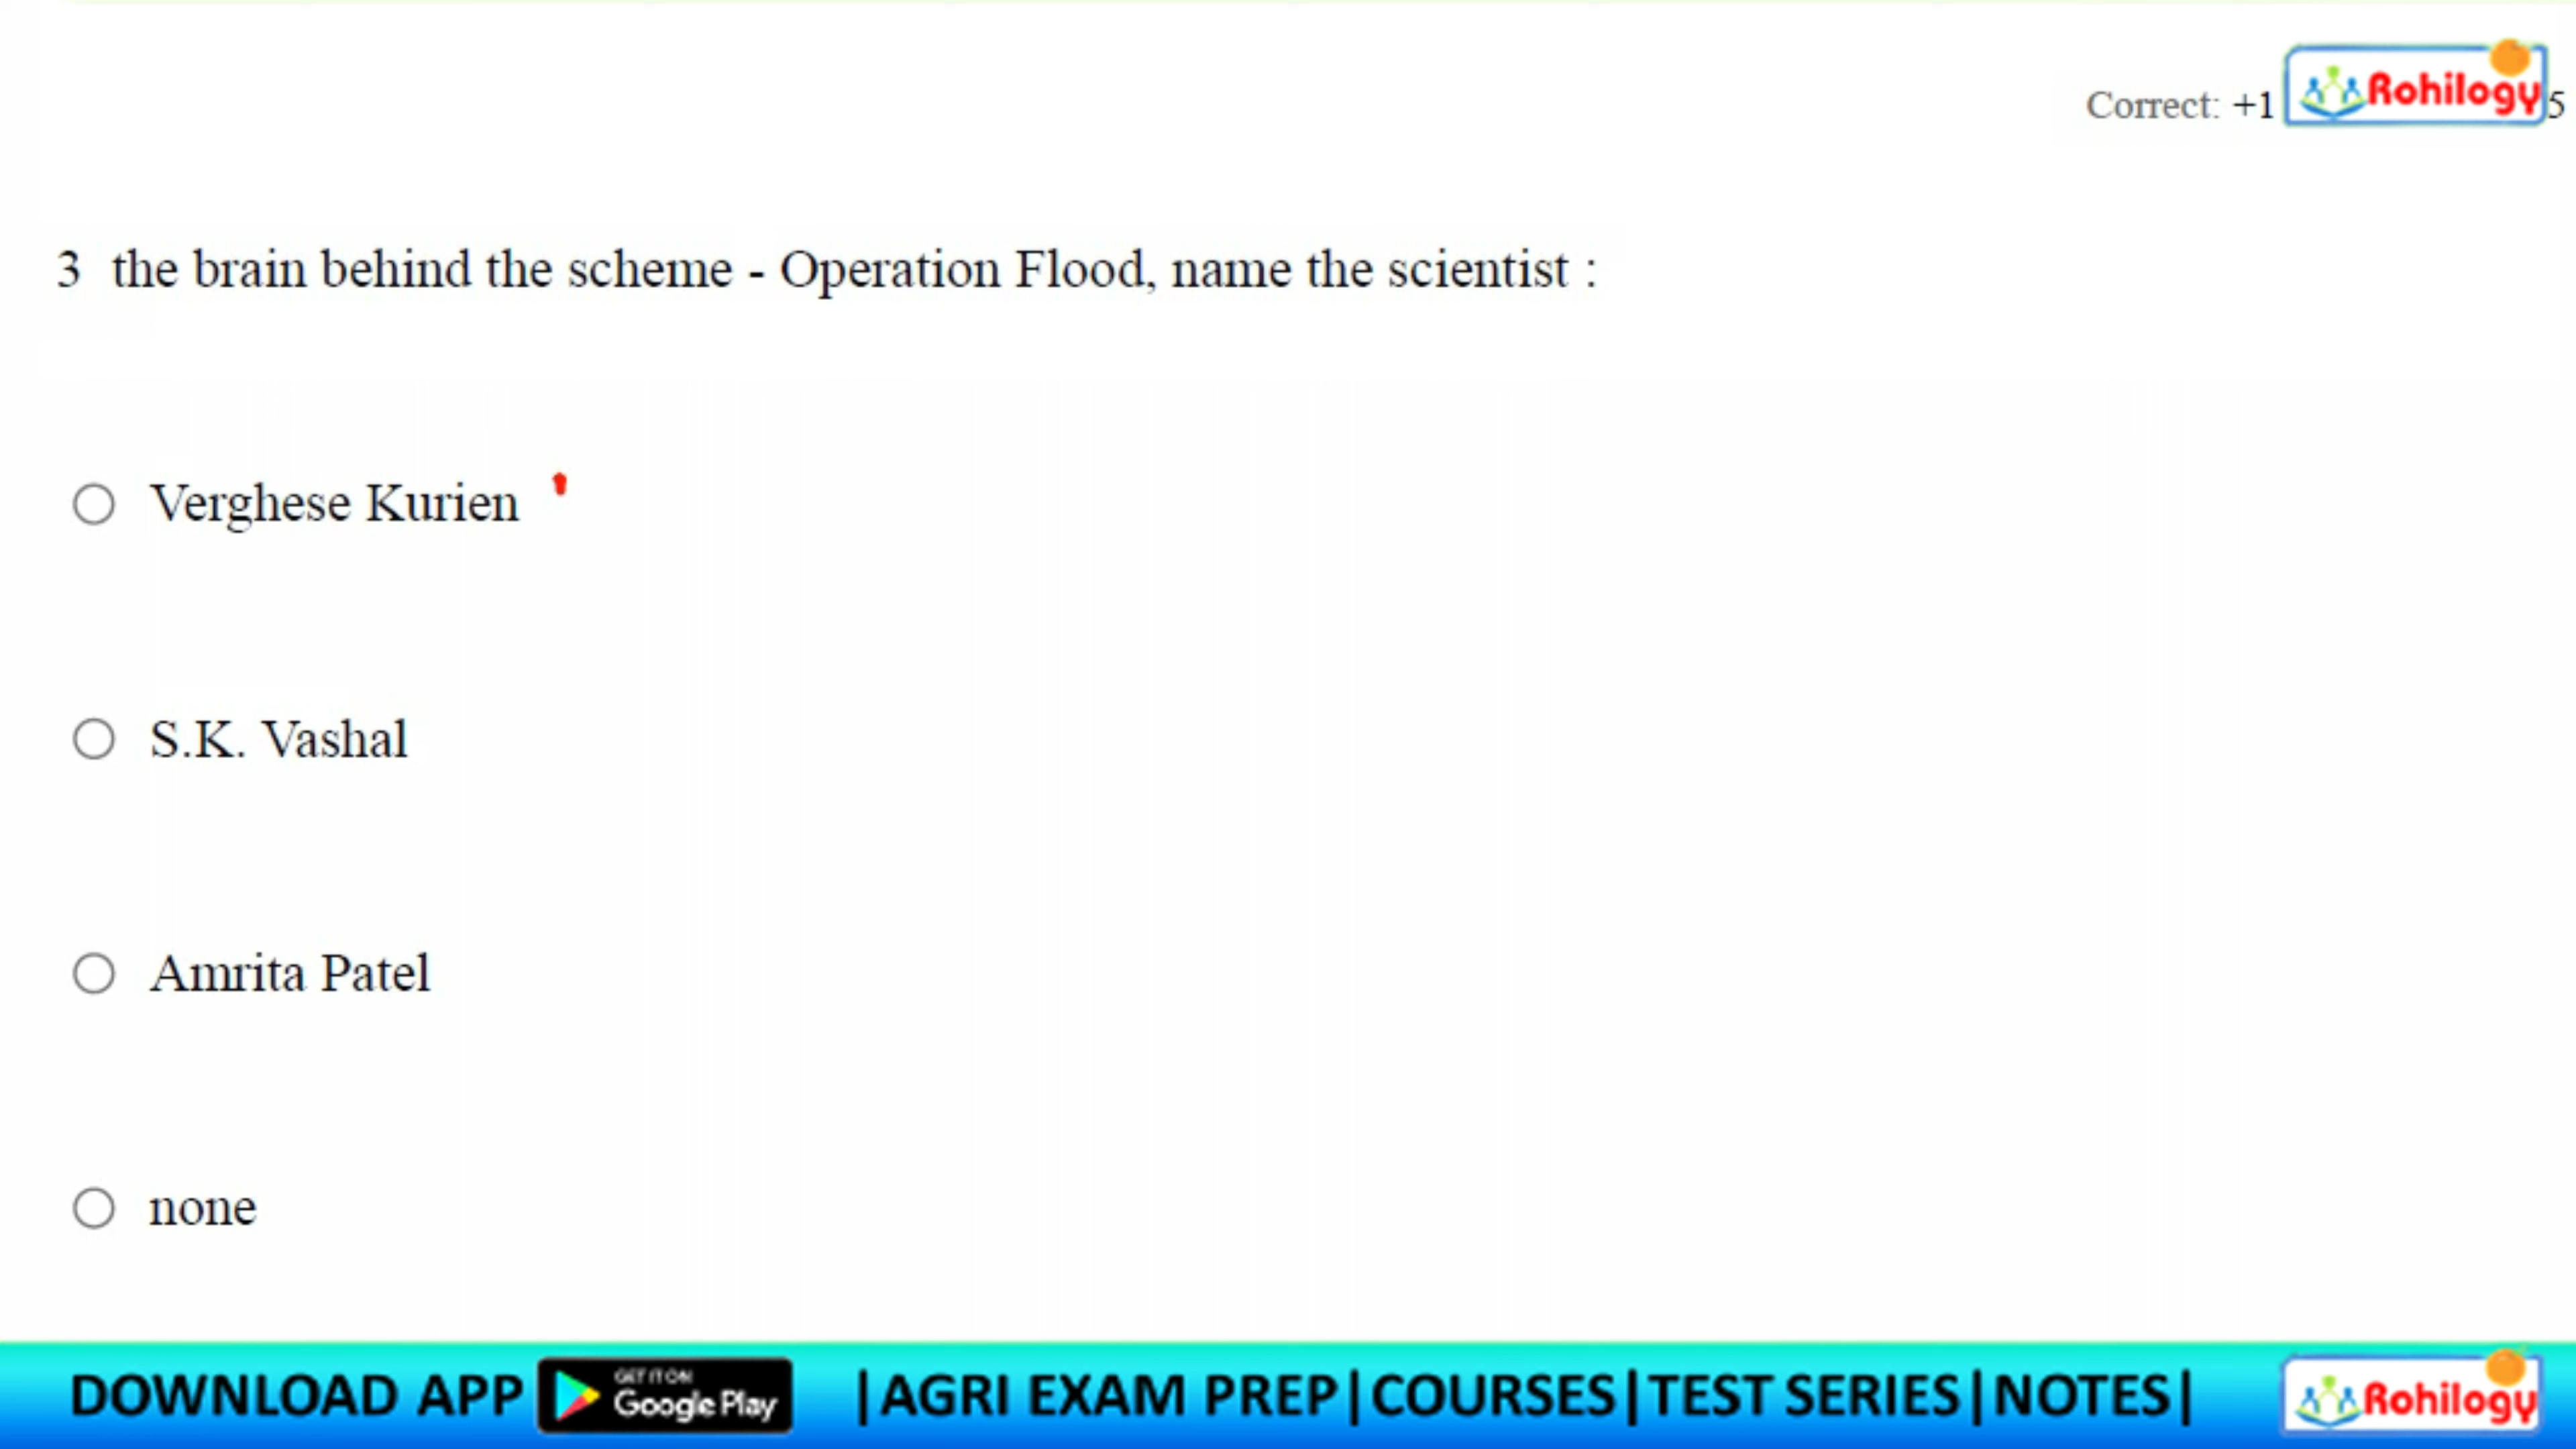 Correct: +1
Rohilogy
5
3 the brain behind the scheme - Operation Flood, name the scientist :
Verghese Kurien
S.K. Vashal
Amrita Patel
none
DOWNLOAD APP GET IT ON Google Play |AGRI EXAM PREP|COURSES|TEST SERIES|NOTES| Rohilogy